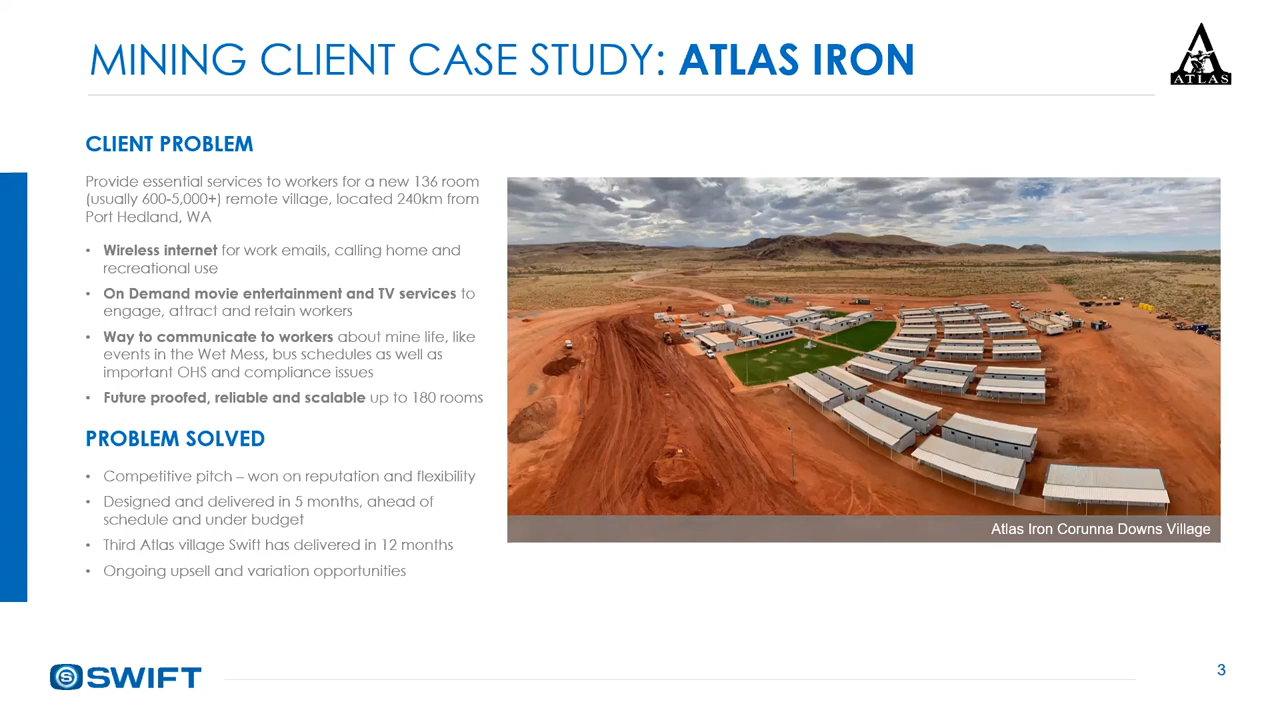 MINING CLIENT CASE STUDY: ATLAS IRON
ATLAS
CLIENT PROBLEM
Provide essential services to workers for a new 136 room
(usually 600-5,000+) remote village, located 240km from
Port Hedland, WA
• Wireless internet for work emails, calling home and
recreational use
• On Demand movie entertainment and TV services to
engage, attract and retain workers
• Way to communicate to workers about mine life, like
events in the Wet Mess, bus schedules as well as
important OHS and compliance issues
• Future proofed, reliable and scalable up to 180 rooms
PROBLEM SOLVED
• Competitive pitch – won on reputation and flexibility
• Designed and delivered in 5 months, ahead of
schedule and under budget
• Third Atlas village Swift has delivered in 12 months
• Ongoing upsell and variation opportunities
Atlas Iron Corunna Downs Village
S SWIFT
3